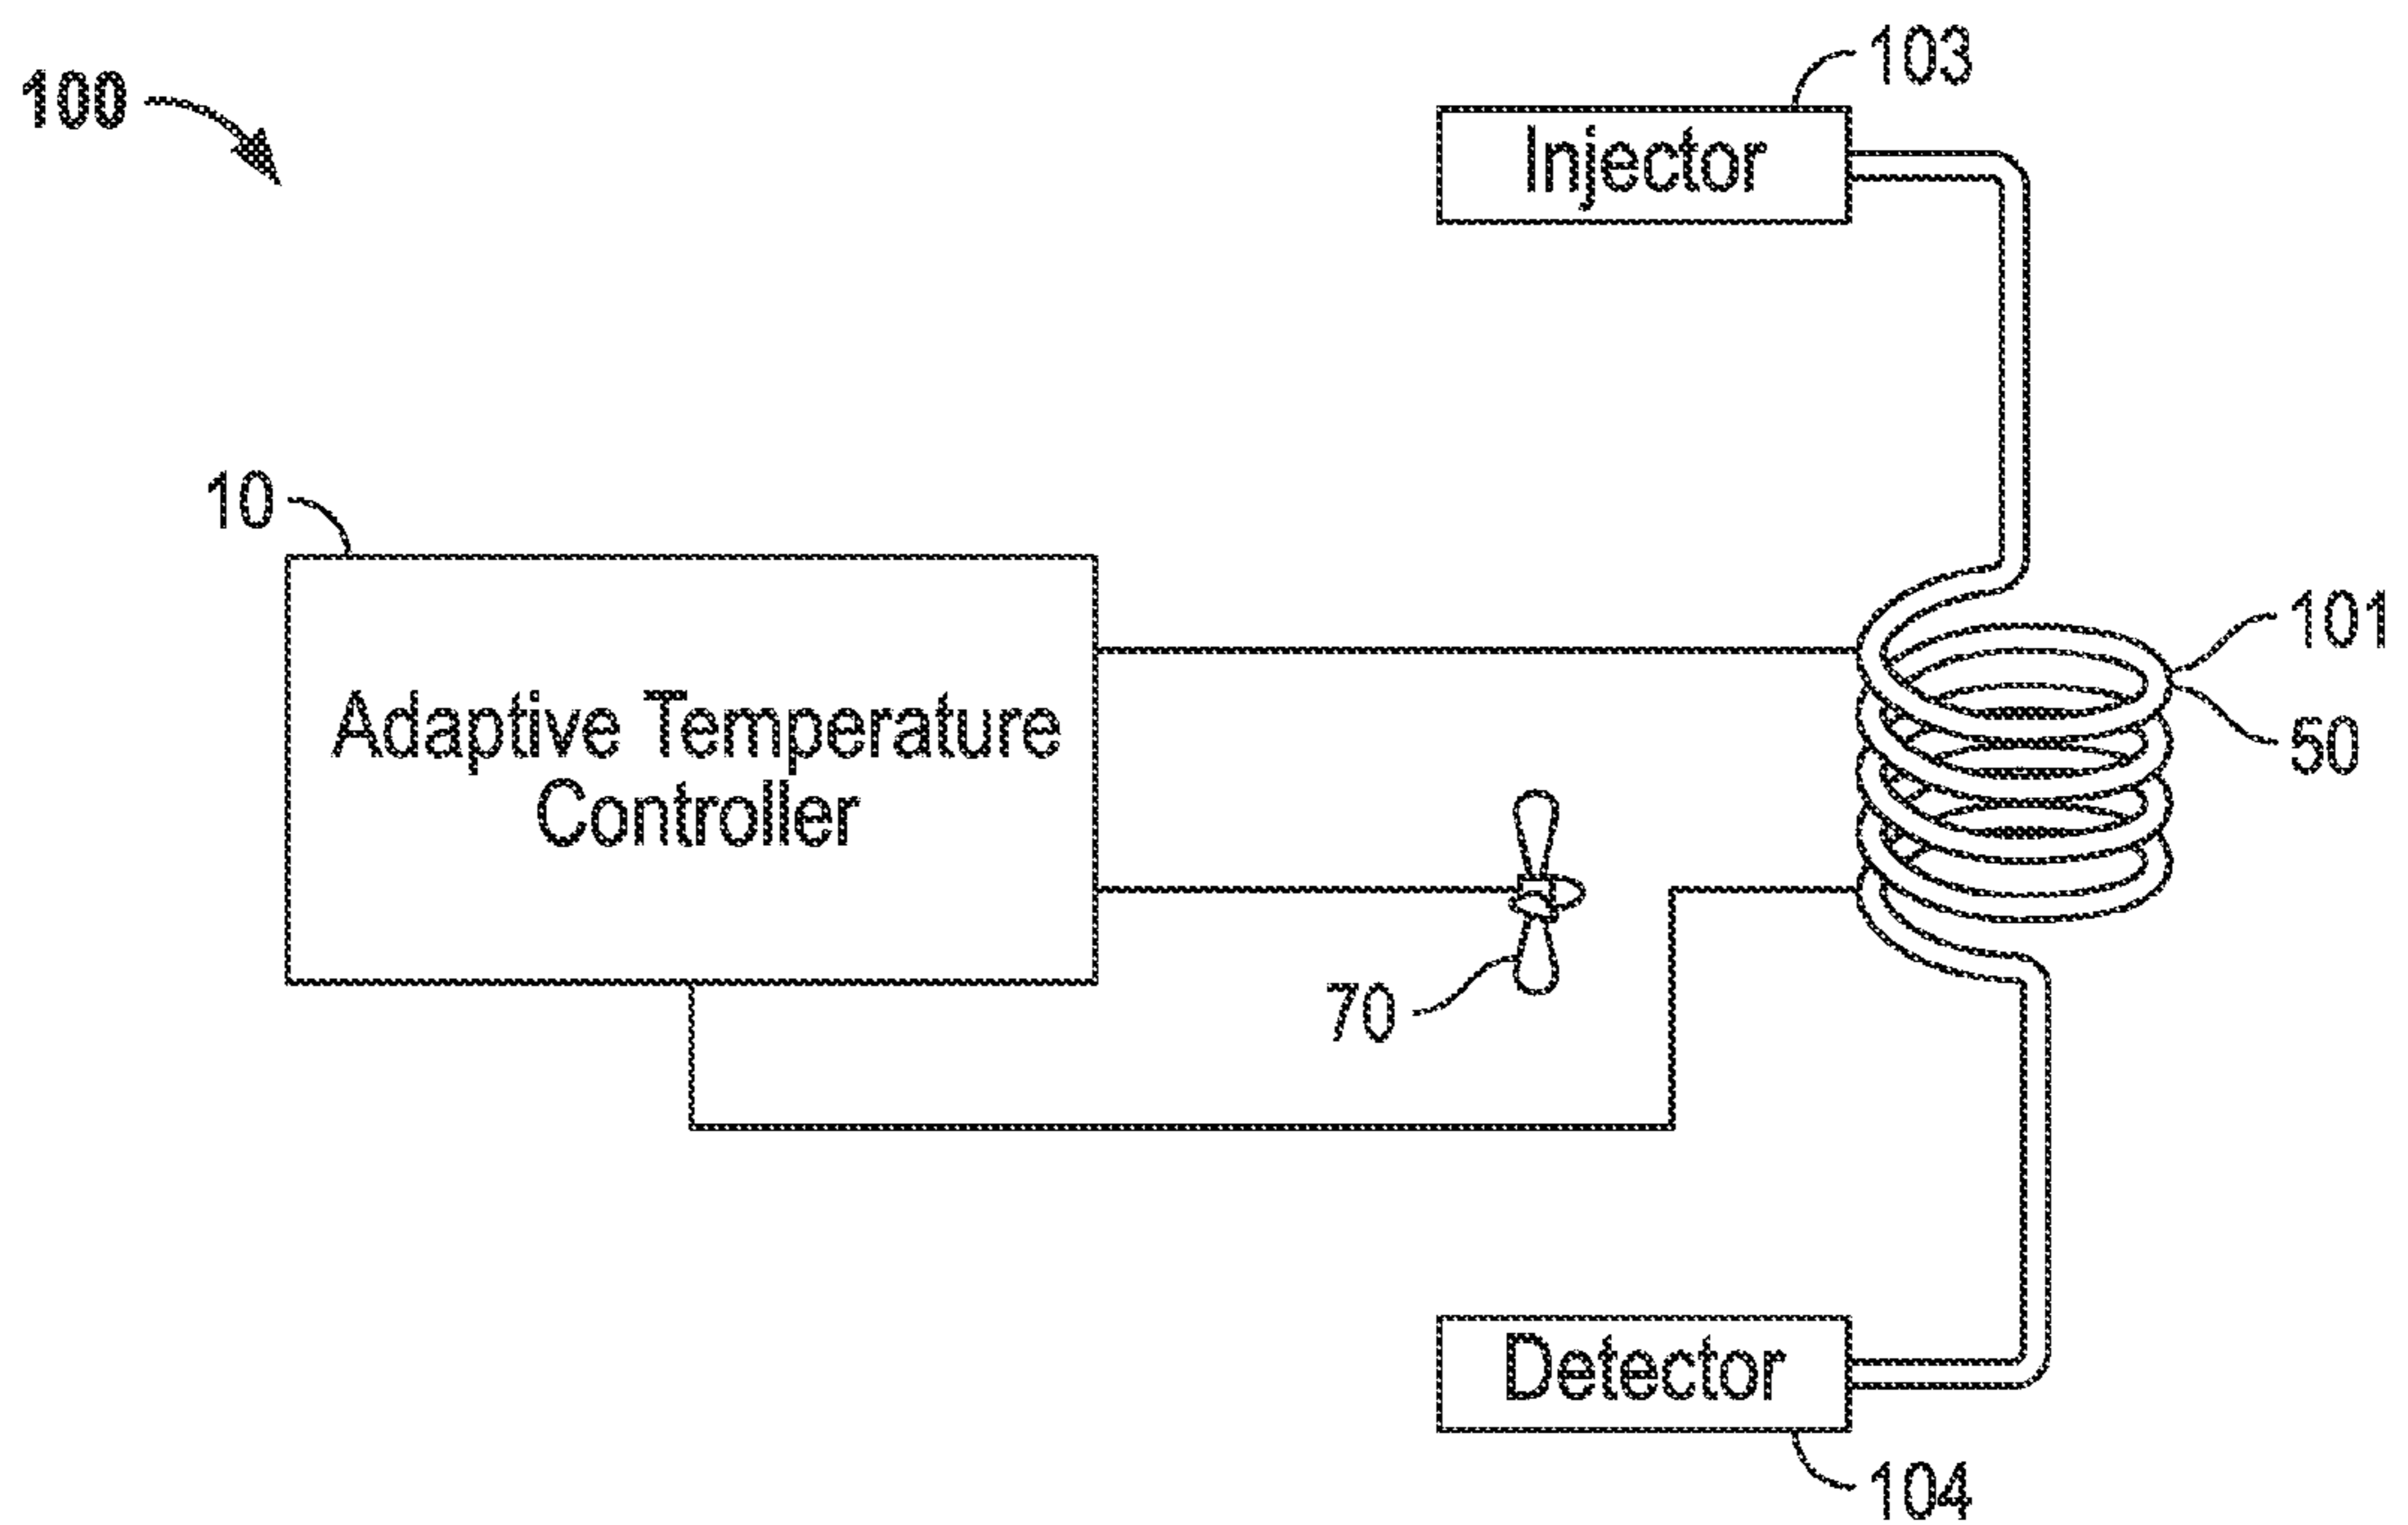 100
103
Injector
10
101
Adaptive Temperature
Controller
50
70
Detector
104